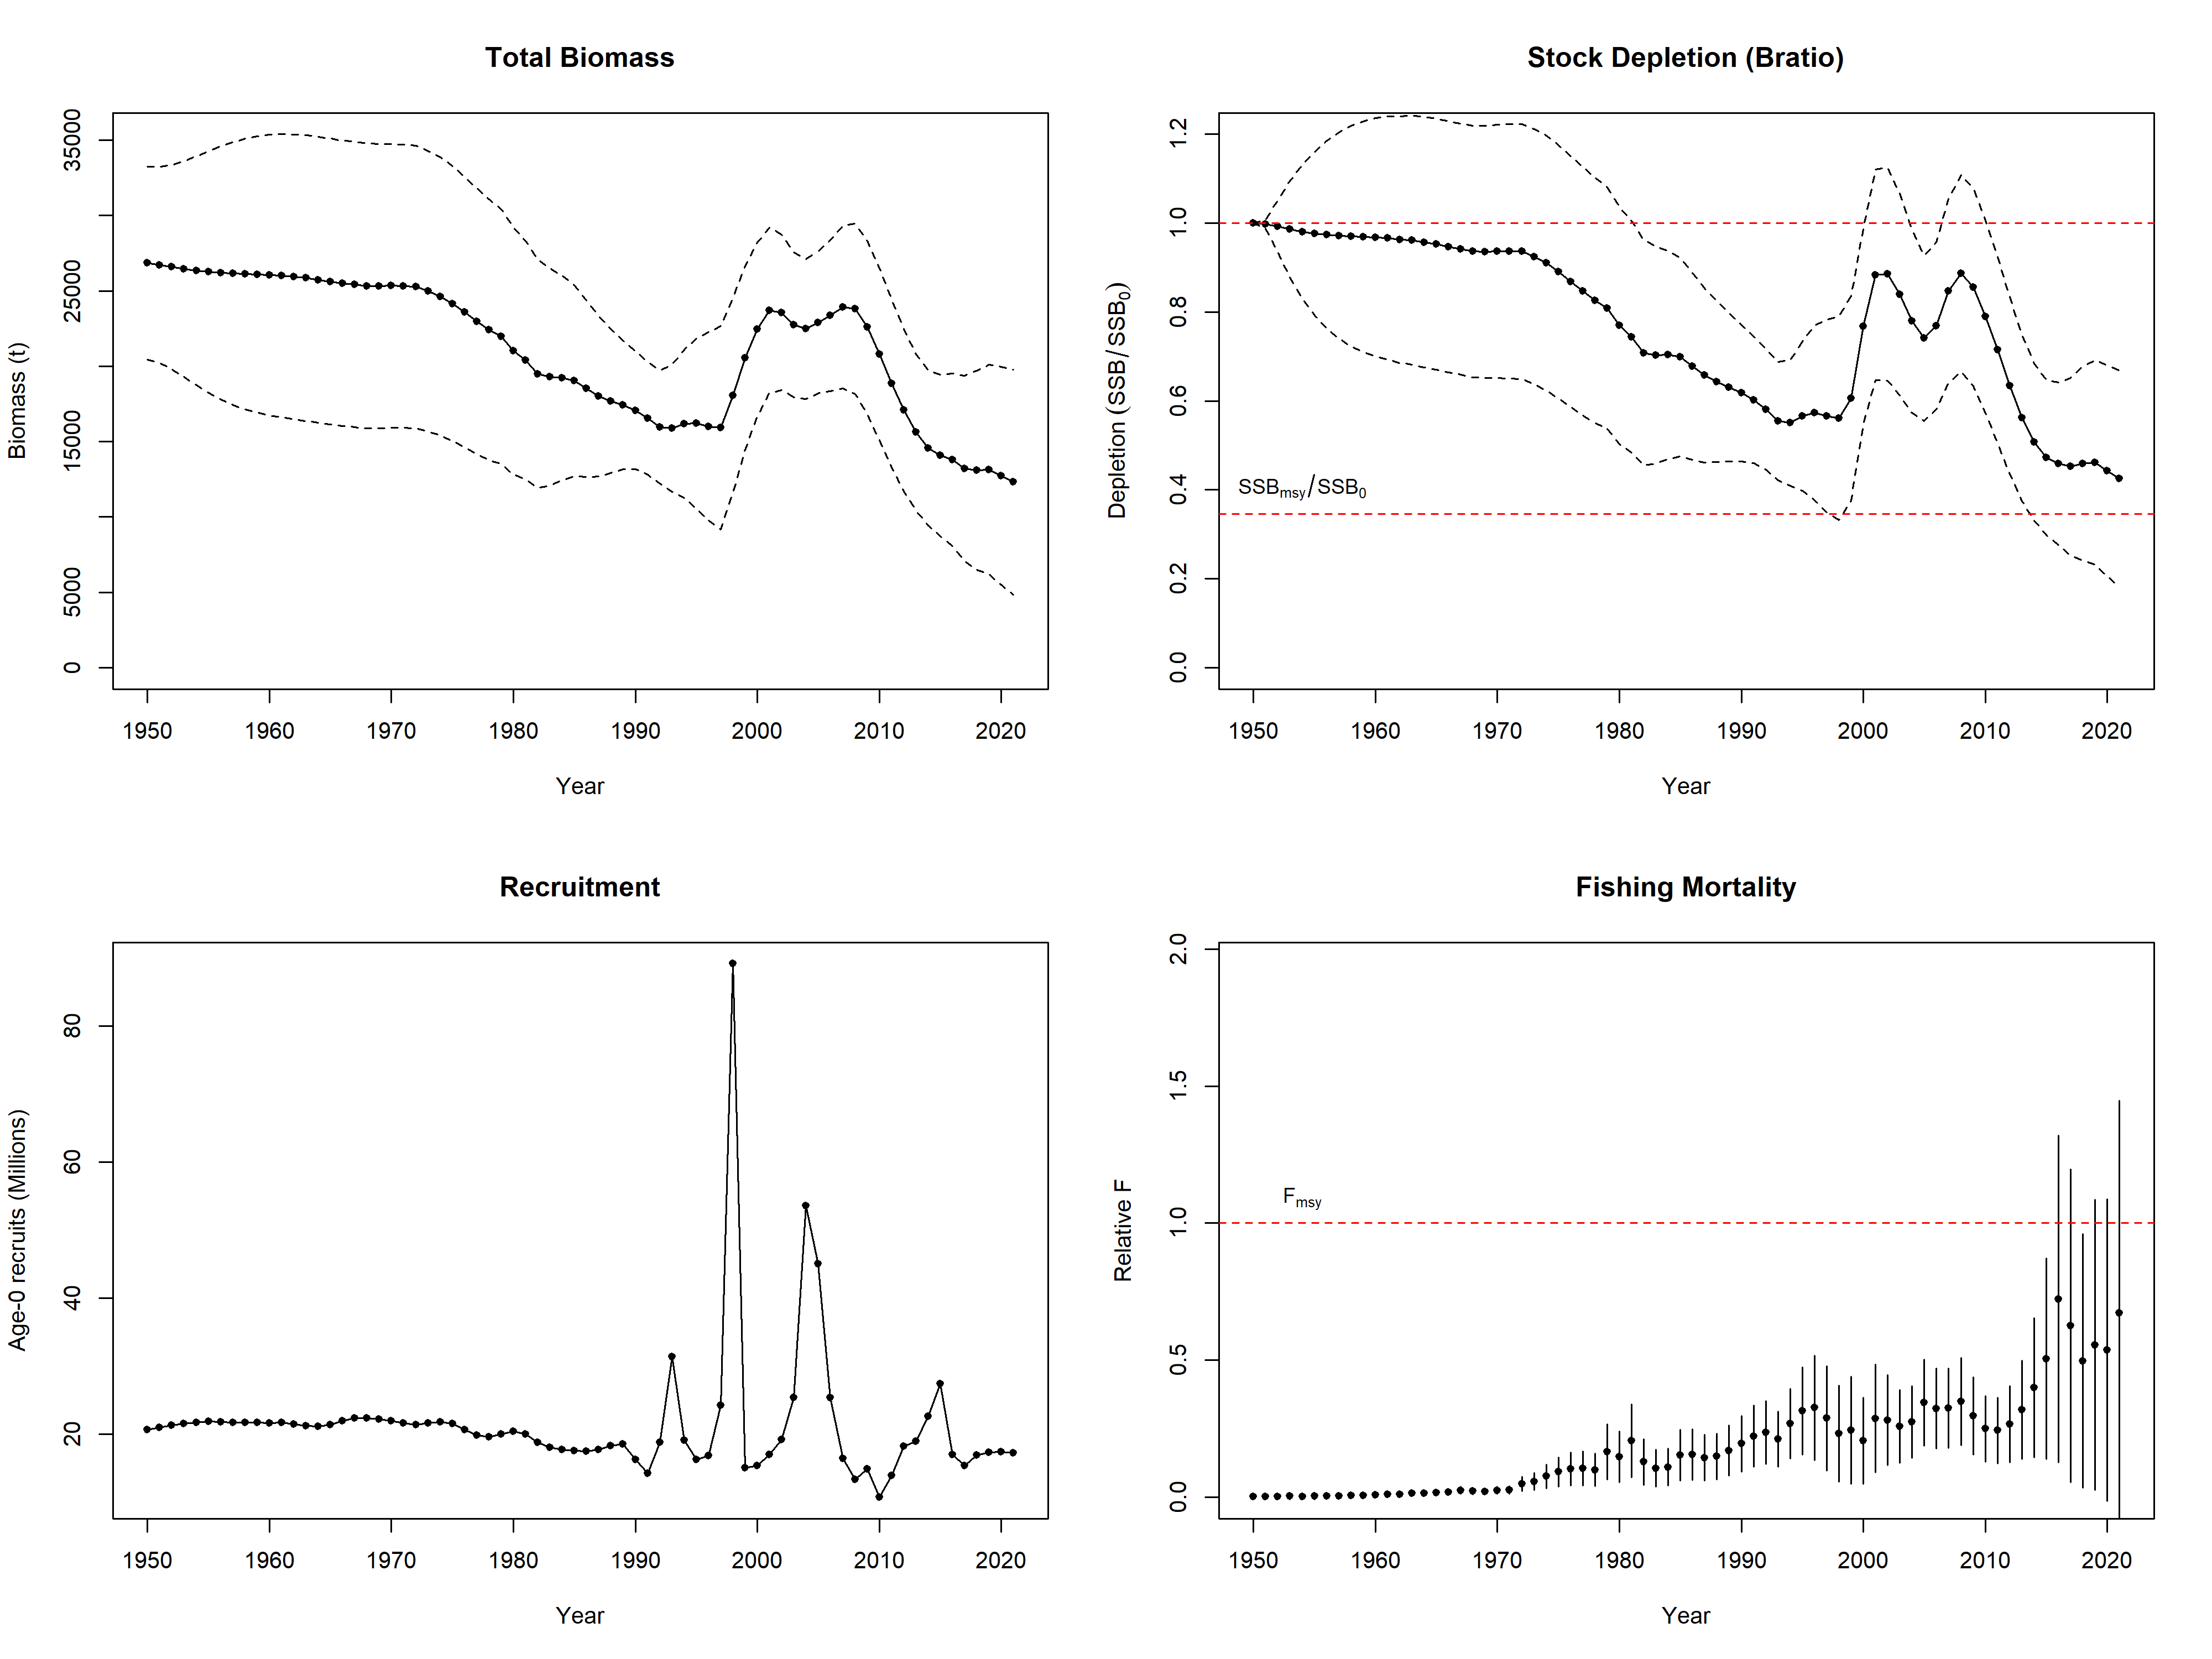 Total Biomass
Biomass (t)
35000
25000
15000
5000
0
1950 1960 1970 1980 1990 2000 2010 2020
Year
Stock Depletion (Bratio)
Depletion (SSB/SSB0)
1.2
1.0
0.8
0.6
0.4
0.2
0.0
SSBmsy/SSB0
1950 1960 1970 1980 1990 2000 2010 2020
Year
Recruitment
Age-0 recruits (Millions)
80
60
40
20
1950 1960 1970 1980 1990 2000 2010 2020
Year
Fishing Mortality
Relative F
2.0
1.5
1.0
0.5
0.0
Fmsy
1950 1960 1970 1980 1990 2000 2010 2020
Year